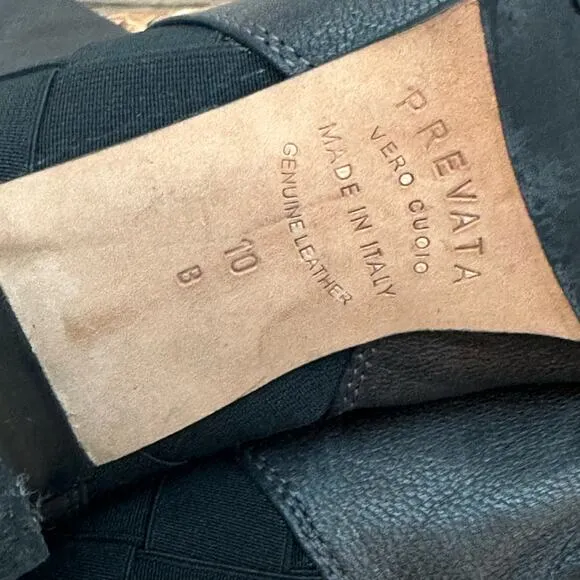 PREVATA
VERO CUOIO
MADE IN ITALY
GENUINE LEATHER
10
B